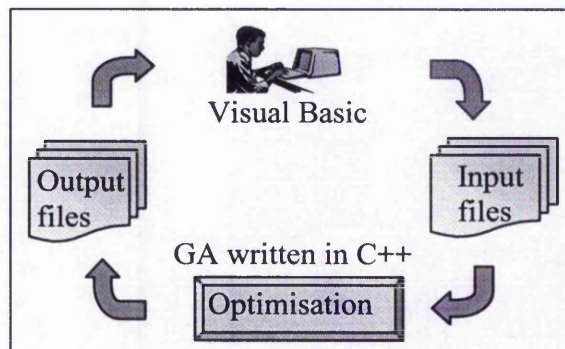 Visual Basic
Output
files
Input
files
GA written in C++
Optimisation